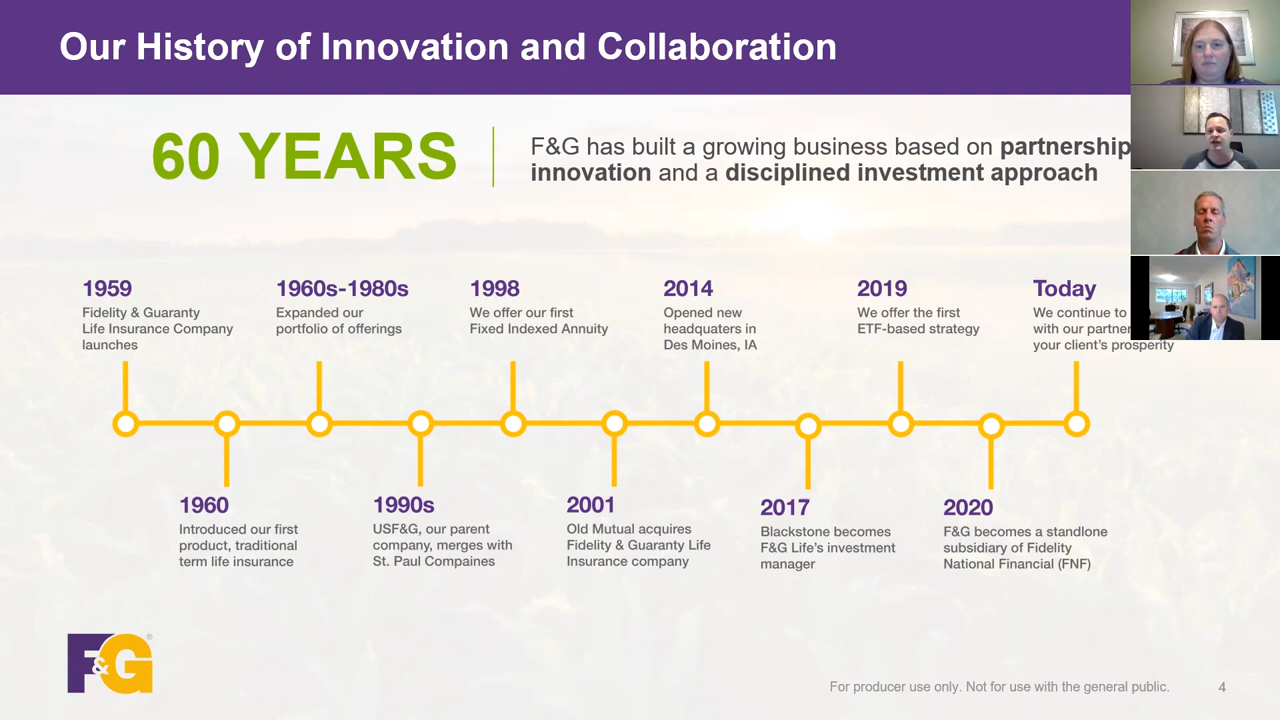 Our History of Innovation and Collaboration
60 YEARS
F&G has built a growing business based on partnership
innovation and a disciplined investment approach
1959
Fidelity & Guaranty
Life Insurance Company
launches
1960s-1980s
Expanded our
portfolio of offerings
1998
We offer our first
Fixed Indexed Annuity
2014
Opened new
headquaters in
Des Moines, IA
2019
We offer the first
ETF-based strategy
Today
We continue to
with our partner
your client's prosperity
1960
Introduced our first
product, traditional
term life insurance
1990s
USF&G, our parent
company, merges with
St. Paul Compaines
2001
Old Mutual acquires
Fidelity & Guaranty Life
Insurance company
2017
Blackstone becomes
F&G Life's investment
manager
2020
F&G becomes a standlone
subsidiary of Fidelity
National Financial (FNF)
F&G®
For producer use only. Not for use with the general public.
4